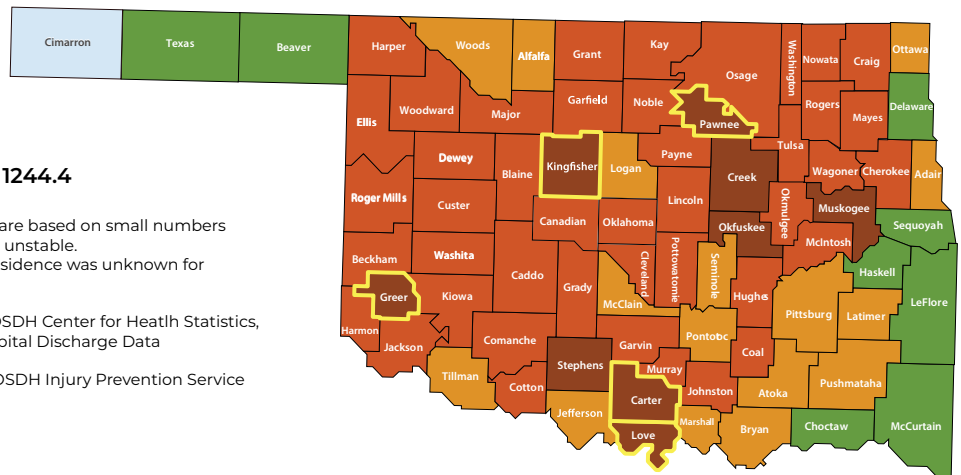 Cimarron
Texas
Beaver
Harper
Woods
Alfalfa
Grant
Kay
Osage
Washington
Nowata
Craig
Ottawa
Delaware
Ellis
Woodward
Major
Garfield
Noble
Pawnee
Rogers
Mayes
1244.4
Dewey
Blaine
Kingfisher
Logan
Payne
Creek
Tulsa
Wagoner
Cherokee
Adair
Roger Mills
Custer
Canadian
Oklahoma
Lincoln
Okfuskee
Okmulgee
Muskogee
Sequoyah
are based on small numbers
unstable.
sidence was unknown for
Beckham
Washita
Caddo
Grady
McClain
Cleveland
Pottowatomie
Seminole
Hughes
McIntosh
Haskell
LeFlore
Greer
Kiowa
Pittsburg
Latimer
OSDH Center for Heatlh Statistics,
pital Discharge Data
OSDH Injury Prevention Service
Harmon
Jackson
Comanche
Stephens
Garvin
Pontotoc
Coal
Tillman
Cotton
Murray
Johnston
Atoka
Pushmataha
Jefferson
Carter
Love
Marshall
Bryan
Choctaw
McCurtain